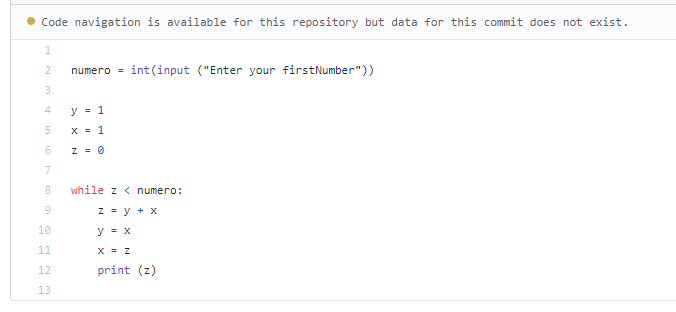 Code navigation is available for this repository but data for this commit does not exist.
1
2 numero = int(input ("Enter your firstNumber"))
3
4 y = 1
5 x = 1
6 z = 0
7
8 while z < numero:
9     z = y + x
10     y = x
11     x = z
12     print (z)
13